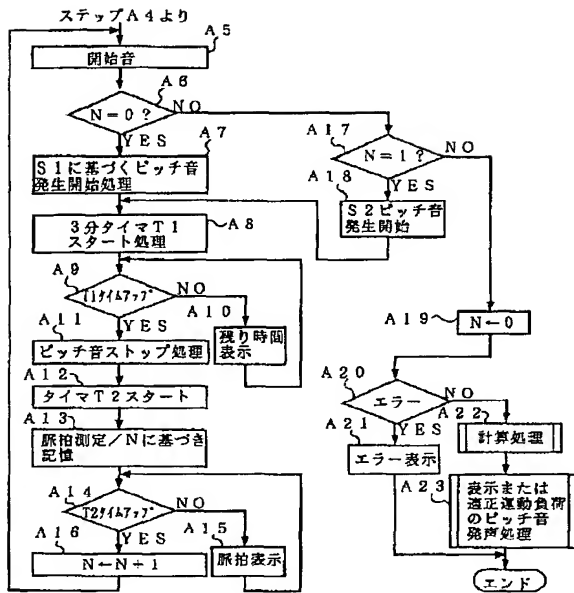 ステップA4より
A5
開始音
A6
N=0?
NO
YES
A7
S1に基づくピッチ音
発生開始処理
A17
N=1?
NO
YES
A18
S2ピッチ音
発生開始
3分タイマT1
スタート処理
A8
A9
T1タイムアップ
NO
YES
A10
残り時間
表示
A11
ピッチ音ストップ処理
A12
タイマT2スタート
A13
脈拍測定/Nに基づき
記憶
A14
T2タイムアップ
NO
YES
A15
脈拍表示
A16
N←N+1
A19
N←0
A20
エラー
NO
YES
A21
エラー表示
A22
計算処理
A23
表示または
適正運動負荷
のピッチ音
発声処理
エンド